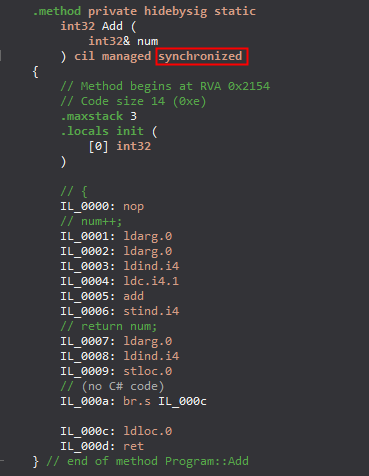 .method private hidebysig static
int32 Add (
int32& num
) cil managed synchronized
{
// Method begins at RVA 0x2154
// Code size 14 (0xe)
.maxstack 3
.locals init (
[0] int32
)
// {
IL_0000: nop
// num++;
IL_0001: ldarg.0
IL_0002: ldarg.0
IL_0003: ldind.i4
IL_0004: ldc.i4.1
IL_0005: add
IL_0006: stind.i4
// return num;
IL_0007: ldarg.0
IL_0008: ldind.i4
IL_0009: stloc.0
// (no C# code)
IL_000a: br.s IL_000c
IL_000c: ldloc.0
IL_000d: ret
} // end of method Program::Add